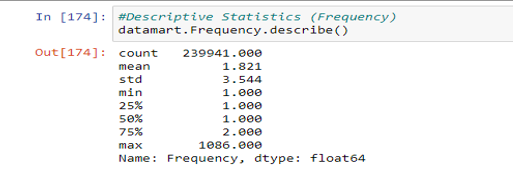 In [174]: #Descriptive Statistics (Frequency)
datamart.Frequency.describe()
Out[174]: count 239941.000
mean 1.821
std 3.544
min 1.000
25% 1.000
50% 1.000
75% 2.000
max 1086.000
Name: Frequency, dtype: float64